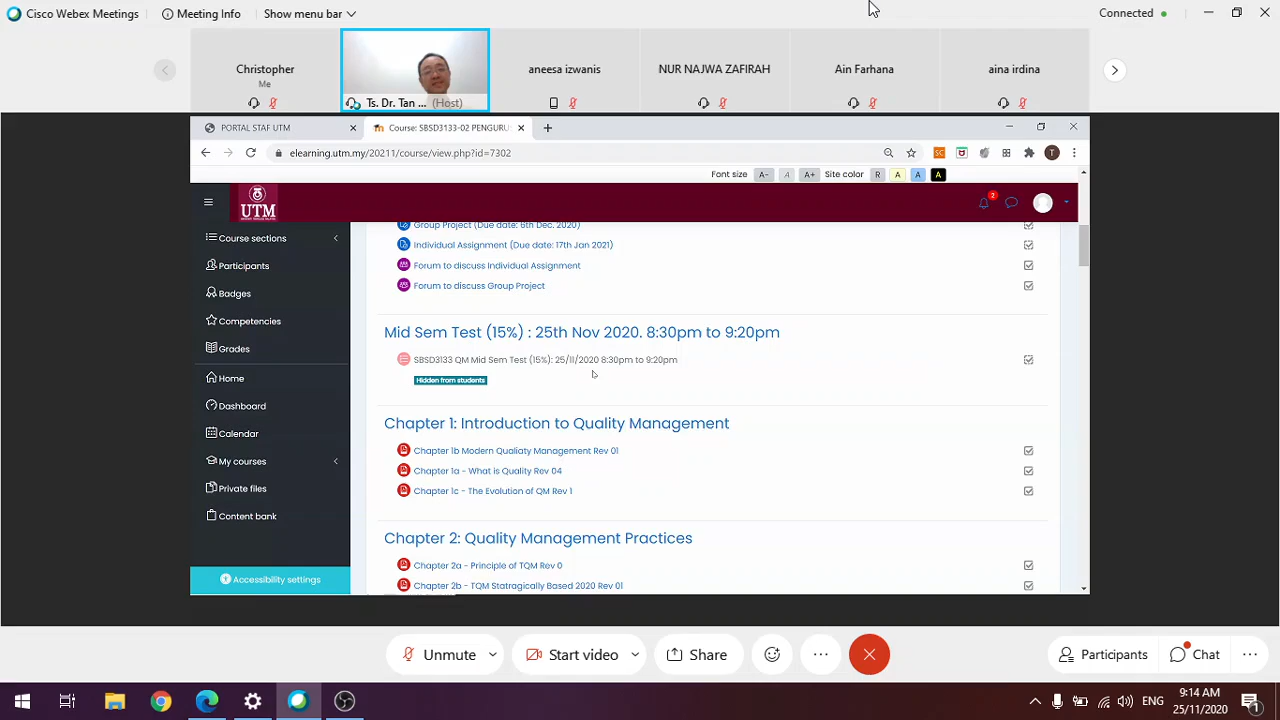 Cisco Webex Meetings
Meeting Info
Show menu bar
Connected
Christopher
Me
Ts. Dr. Tan ... (Host)
aneesa izwanis
NUR NAJWA ZAFIRAH
Ain Farhana
aina irdina
PORTAL STAF UTM
Course: SBSD3133-02 PENGURUS
elearning.utm.my/20211/course/view.php?id=7302
T
Font size A- A A+ Site color R A A A
UTM
2
Course sections
Participants
Badges
Competencies
Grades
Home
Dashboard
Calendar
My courses
Private files
Content bank
Accessibility settings
Group Project (Due date: 6th Dec. 2020)
Individual Assignment (Due date: 17th Jan 2021)
Forum to discuss Individual Assignment
Forum to discuss Group Project
Mid Sem Test (15%) : 25th Nov 2020. 8:30pm to 9:20pm
SBSD3133 QM Mid Sem Test (15%): 25/11/2020 8:30pm to 9:20pm
Hidden from students
Chapter 1: Introduction to Quality Management
Chapter 1b Modern Qualiaty Management Rev 01
Chapter 1a - What is Quality Rev 04
Chapter 1c - The Evolution of QM Rev 1
Chapter 2: Quality Management Practices
Chapter 2a - Principle of TQM Rev 0
Chapter 2b - TQM Statragically Based 2020 Rev 01
Unmute
Start video
Share
Participants
Chat
ENG
9:14 AM
25/11/2020
1